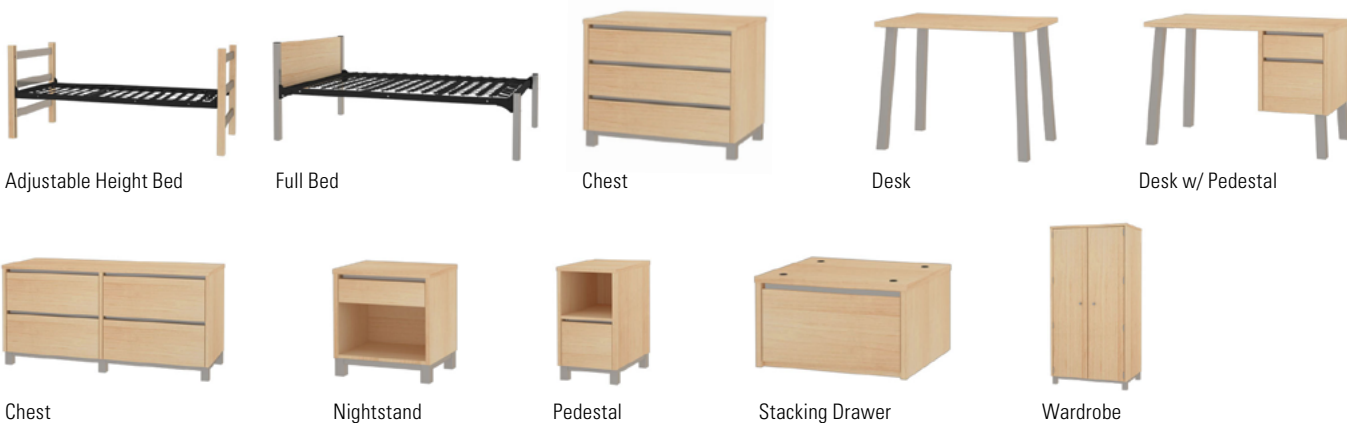 Adjustable Height Bed
Full Bed
Chest
Desk
Desk w/ Pedestal
Chest
Nightstand
Pedestal
Stacking Drawer
Wardrobe